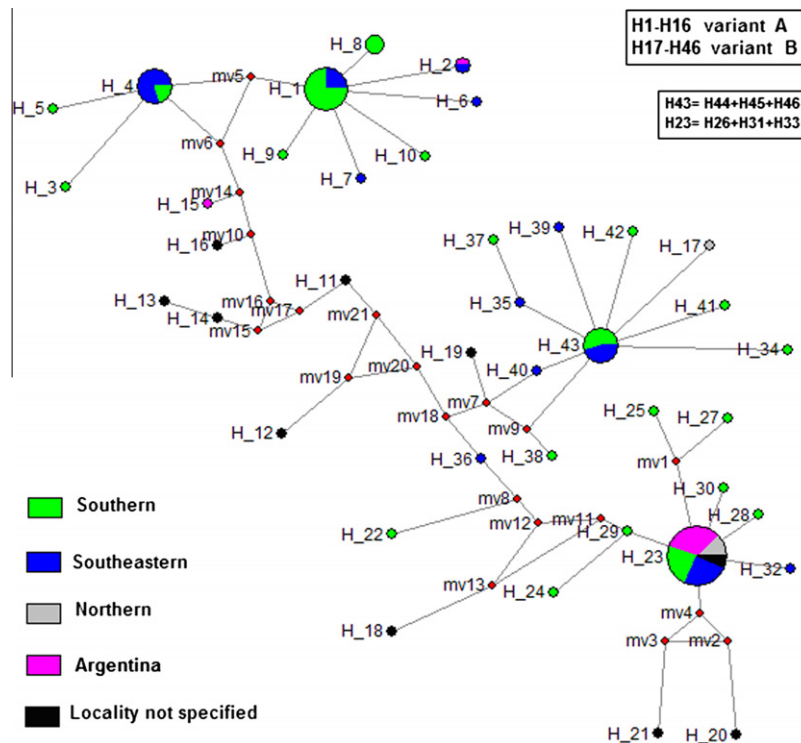 H1-H16 variant A
H17-H46 variant B
H43= H44+H45+H46
H23= H26+H31+H33
H_8
H_4
mv5
H_1
H_2
H_5
H_6
mv6
H_9
H_10
H_7
H_3
mv14
H_15
mv10
H_16
H_39
H_42
H_37
H_17
H_11
H_13
mv16
mv17
H_14
mv15
mv21
H_35
H_41
H_43
H_34
H_19
mv20
H_40
mv19
mv7
mv18
mv9
H_12
H_25
H_27
H_36
H_38
mv1
H_30
mv8
H_28
H_22
mv12
mv11
H_29
H_23
H_32
mv13
H_24
mv4
H_18
mv3
mv2
H_21
H_20
Southern
Southeastern
Northern
Argentina
Locality not specified